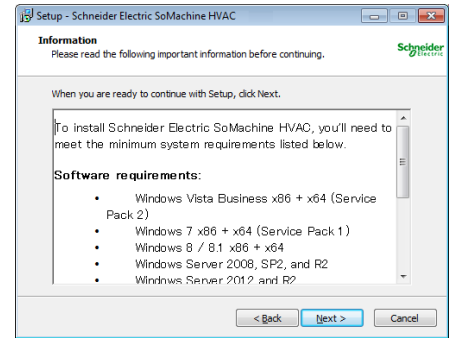 Setup - Schneider Electric SoMachine HVAC
Information
Please read the following important information before continuing.
Schneider
Electric
When you are ready to continue with Setup, click Next.
To install Schneider Electric SoMachine HVAC, you'll need to
meet the minimum system requirements listed below.
Software requirements:
• Windows Vista Business x86 + x64 (Service
Pack 2)
• Windows 7 x86 + x64 (Service Pack 1)
• Windows 8 / 8.1 x86 + x64
• Windows Server 2008, SP2, and R2
• Windows Server 2012 and R2
< Back Next > Cancel